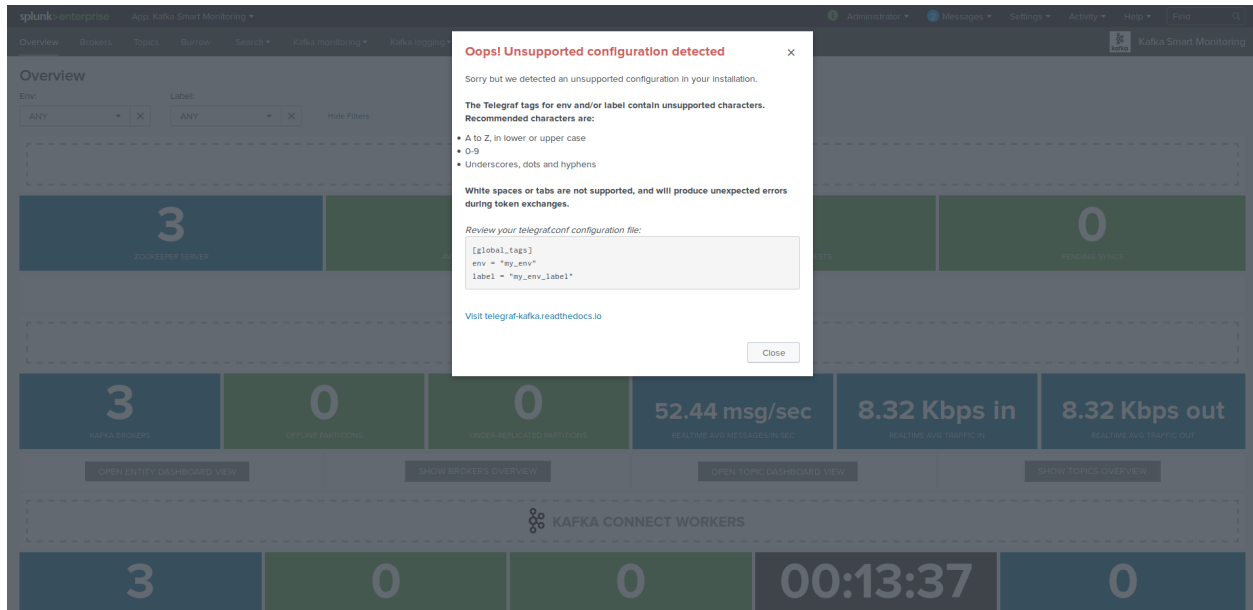 splunk>enterprise App: Kafka Smart Monitoring
Administrator 2 Messages Settings Activity Help Find
Overview Brokers Topics Burrow Search Kafka monitoring Kafka logging
kafka Kafka Smart Monitoring
Overview
Env: Label:
ANY ANY Hide Filters
Oops! Unsupported configuration detected
Sorry but we detected an unsupported configuration in your installation.
The Telegraf tags for env and/or label contain unsupported characters.
Recommended characters are:
A to Z, in lower or upper case
0-9
Underscores, dots and hyphens
White spaces or tabs are not supported, and will produce unexpected errors
during token exchanges.
Review your telegraf.conf configuration file:
[global_tags]
env = "my_env"
label = "my_env_label"
Visit telegraf-kafka.readthedocs.io
Close
3 0
ZOOKEEPER SERVER PENDING SYNCS
3 0 0 52.44 msg/sec 8.32 Kbps in 8.32 Kbps out
KAFKA BROKERS OFFLINE PARTITIONS UNDER REPLICATED PARTITIONS REALTIME AVG MESSAGES IN SEC REALTIME AVG TRAFFIC IN REALTIME AVG TRAFFIC OUT
OPEN ENTITY DASHBOARD VIEW SHOW BROKERS OVERVIEW OPEN TOPIC DASHBOARD VIEW SHOW TOPICS OVERVIEW
KAFKA CONNECT WORKERS
3 0 0 00:13:37 0